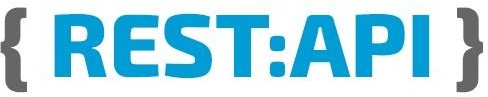 { REST:API }